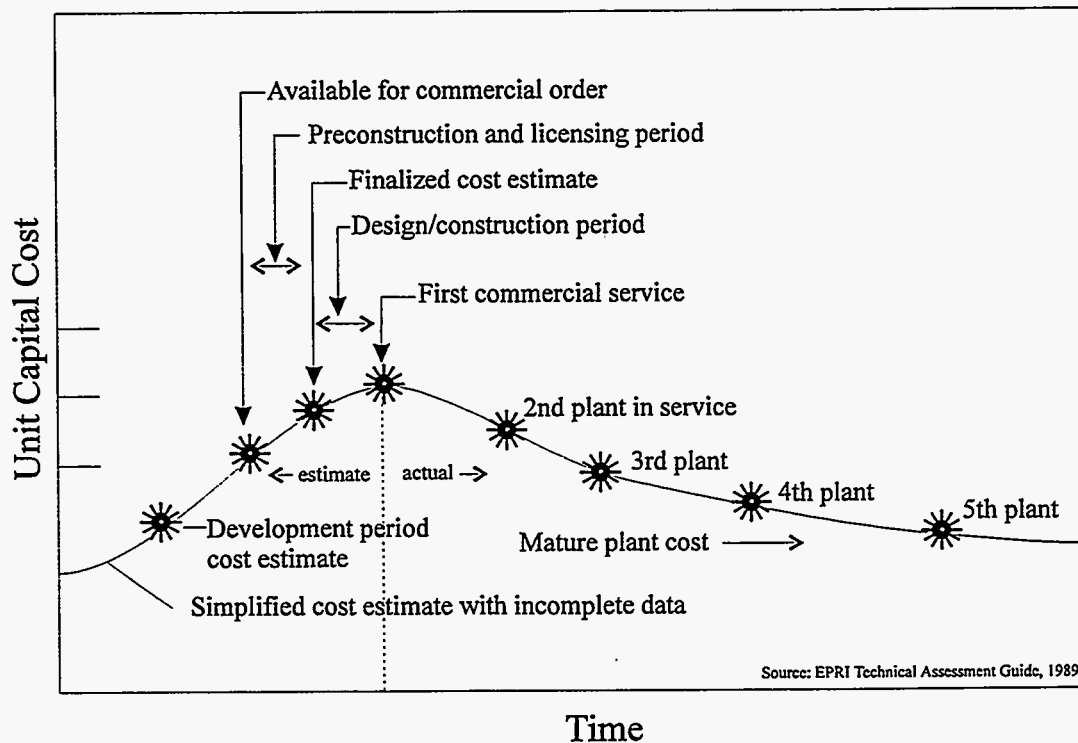 Available for commercial order
Preconstruction and licensing period
Finalized cost estimate
Design/construction period
First commercial service
Unit Capital Cost
2nd plant in service
3rd plant
4th plant
5th plant
estimate
actual
Development period
cost estimate
Mature plant cost
Simplified cost estimate with incomplete data
Source: EPRI Technical Assessment Guide, 1989
Time